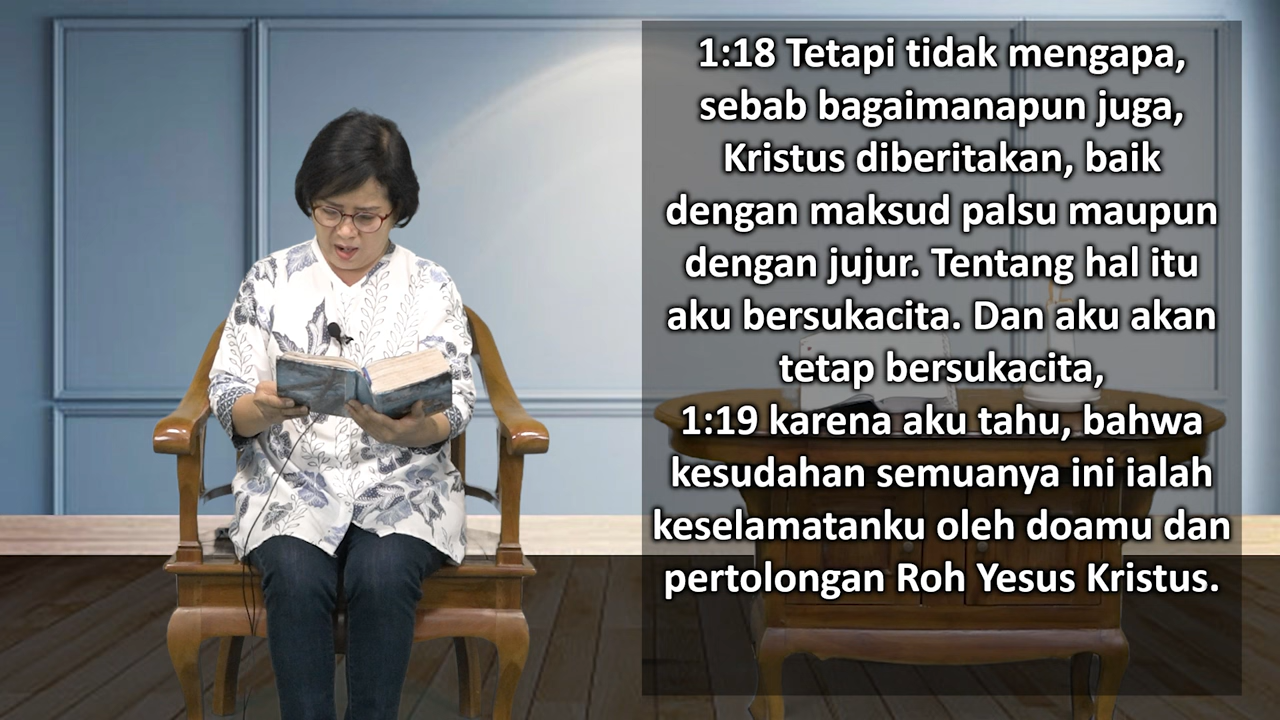 1:18 Tetapi tidak mengapa,
sebab bagaimanapun juga,
Kristus diberitakan, baik
dengan maksud palsu maupun
dengan jujur. Tentang hal itu
aku bersukacita. Dan aku akan
tetap bersukacita,
1:19 karena aku tahu, bahwa
kesudahan semuanya ini ialah
keselamatanku oleh doamu dan
pertolongan Roh Yesus Kristus.